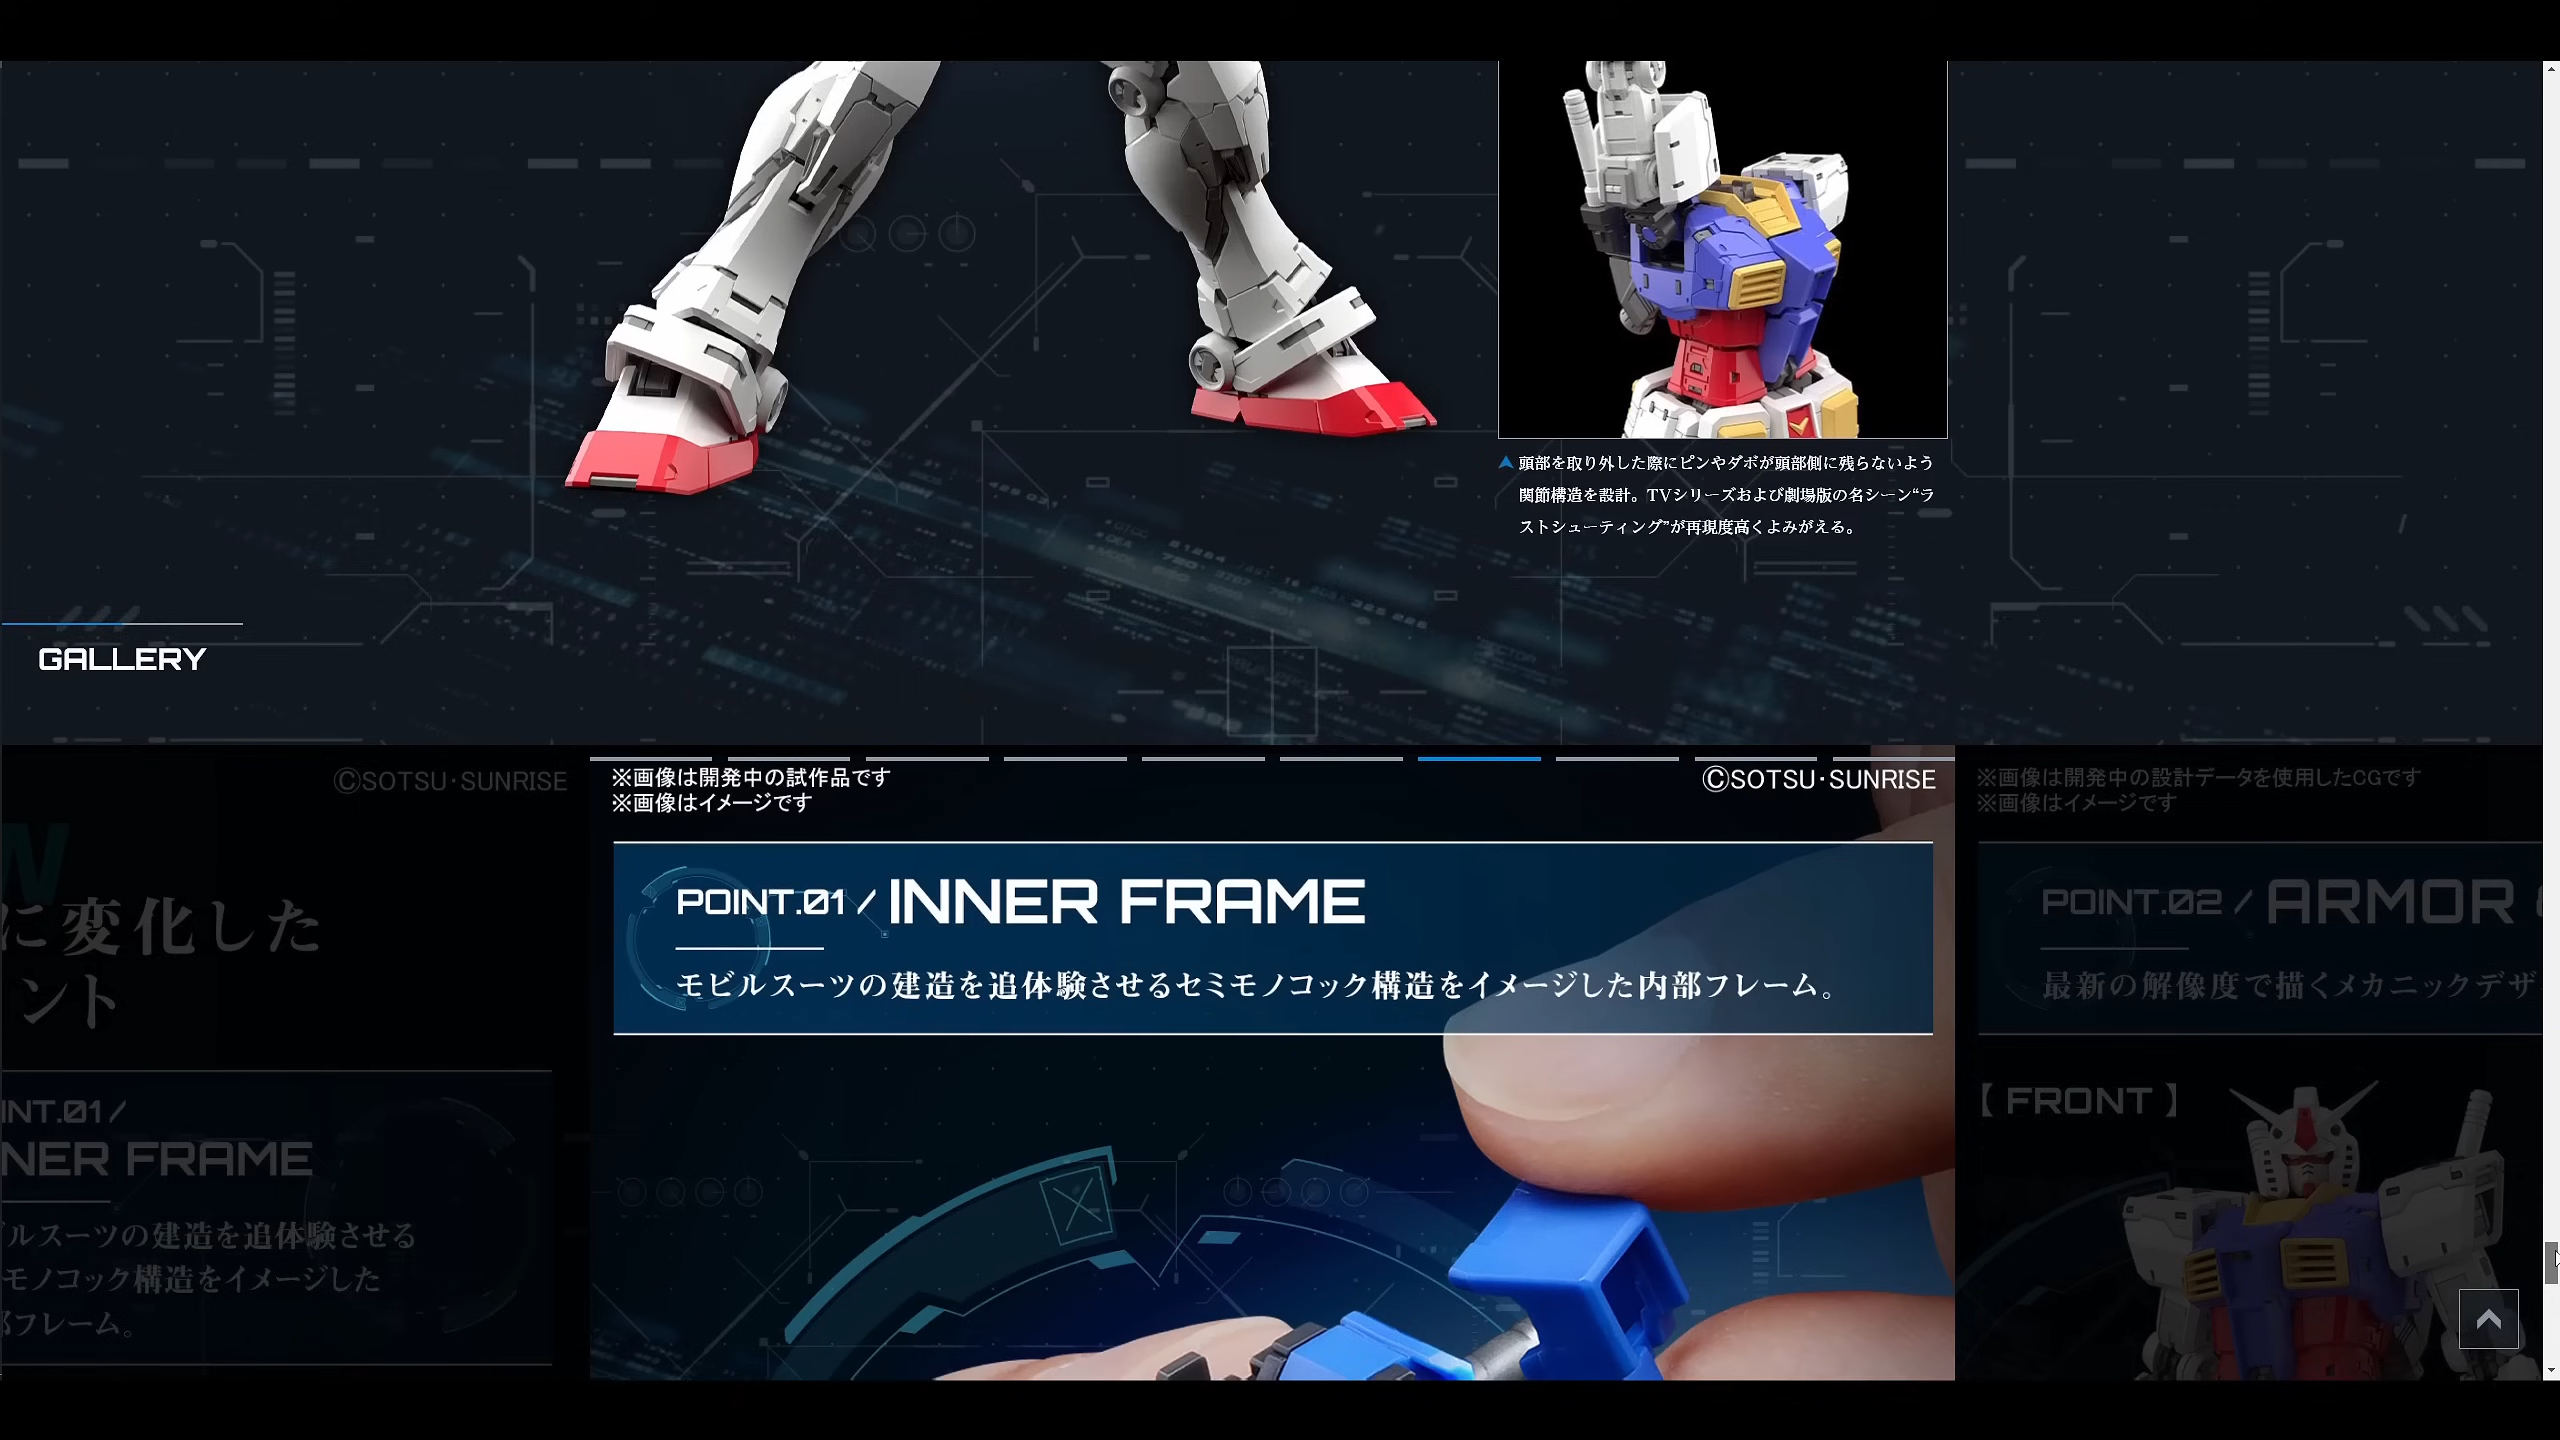 頭部を取り外した際にピンやダボが頭部側に残らないよう
関節構造を設計。TVシリーズおよび劇場版の名シーン“ラ
ストシューティング”が再現度高くよみがえる。
GALLERY
ⒸSOTSU･SUNRISE
に変化した
ント
INT.01 /
NER FRAME
ルスーツの建造を追体験させる
モノコック構造をイメージした
フレーム。
※画像は開発中の試作品です
※画像はイメージです
ⒸSOTSU･SUNRISE
POINT.01 / INNER FRAME
モビルスーツの建造を追体験させるセミモノコック構造をイメージした内部フレーム。
※画像は開発中の設計データを使用したCGです
※画像はイメージです
POINT.02 / ARMOR
最新の解像度で描くメカニックデザ
【 FRONT 】